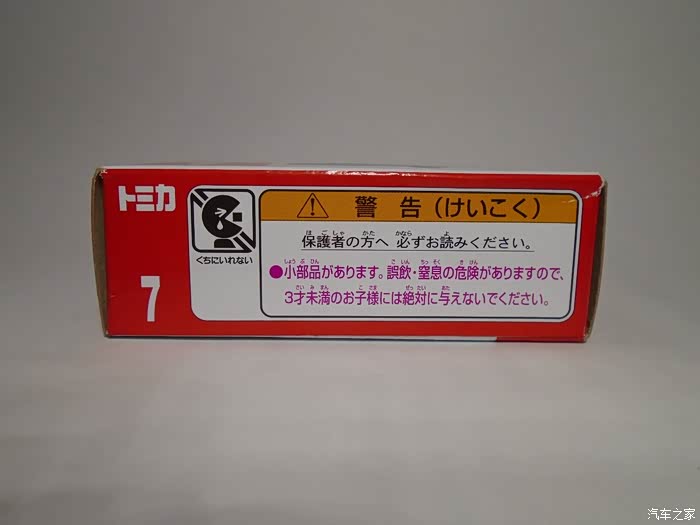 トミカ
7
くちにいれない
警告(けいこく)
保護者の方へ 必ずお読みください。
●小部品があります。誤飲・窒息の危険がありますので、
3才未満のお子様には絶対に与えないでください。
汽车之家